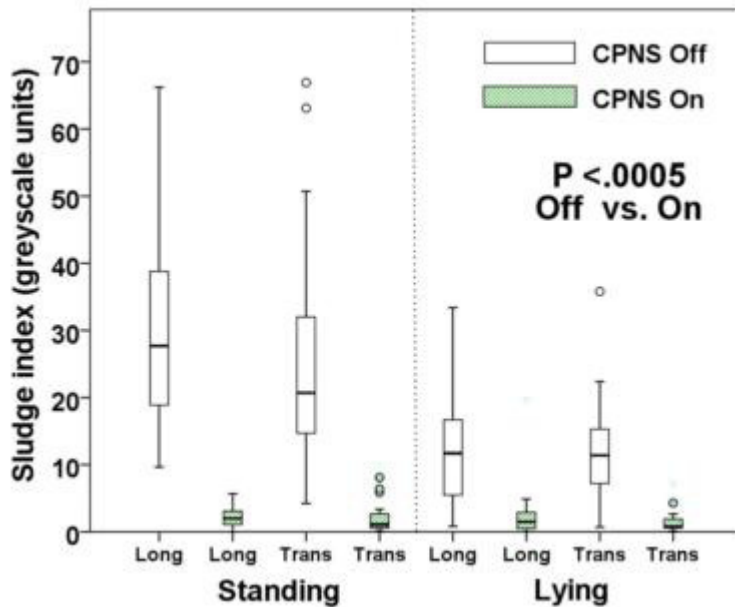 Sludge index (greyscale units)
70
60
50
40
30
20
10
0
CPNS Off
CPNS On
P <.0005
Off vs. On
Long Long Trans Trans Long Long Trans Trans
Standing Lying